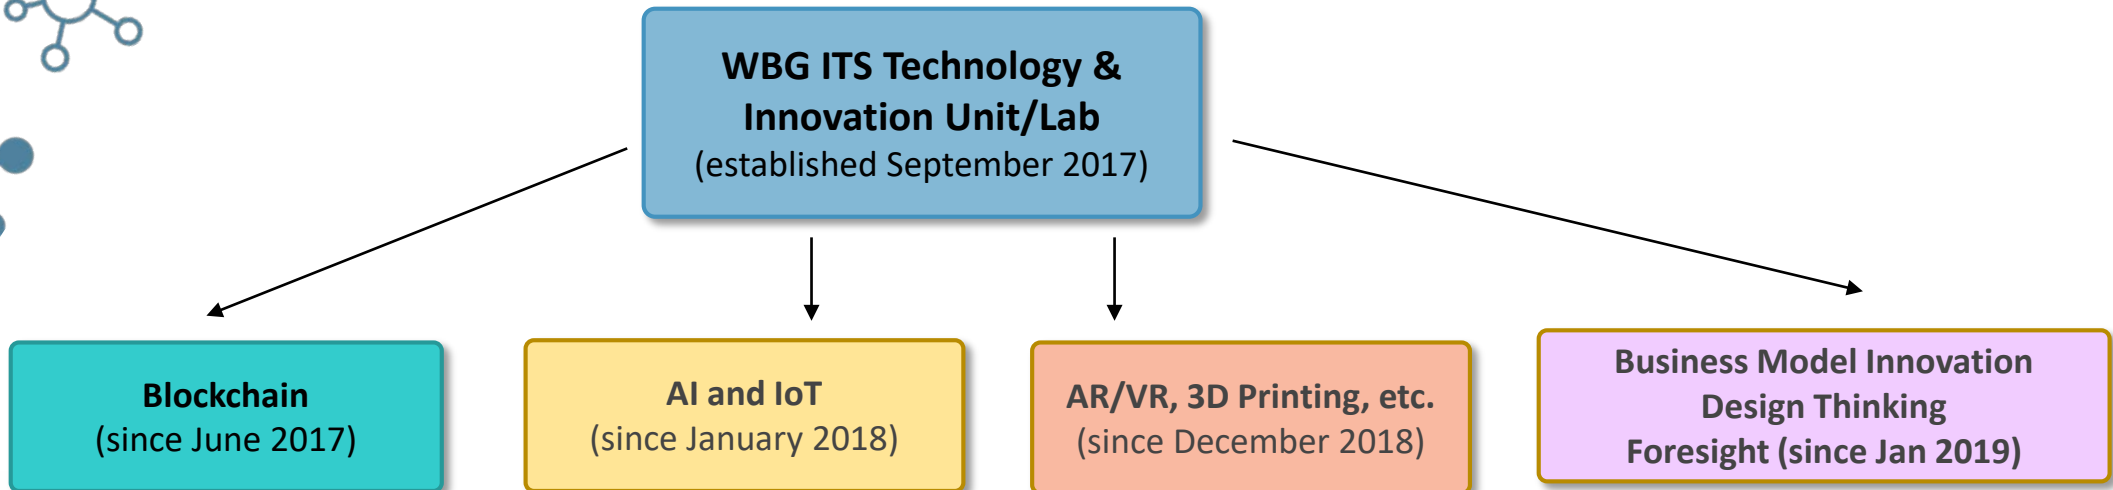 WBG ITS Technology &
Innovation Unit/Lab
(established September 2017)
Blockchain
(since June 2017)
AI and IoT
(since January 2018)
AR/VR, 3D Printing, etc.
(since December 2018)
Business Model Innovation
Design Thinking
Foresight (since Jan 2019)